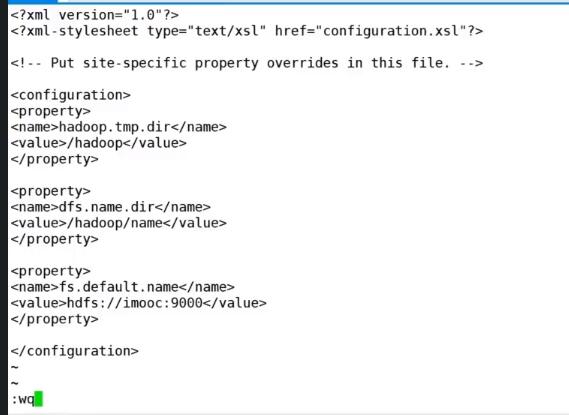 <?xml version="1.0"?>
<?xml-stylesheet type="text/xsl" href="configuration.xsl"?>
<!-- Put site-specific property overrides in this file. -->
<configuration>
<property>
<name>hadoop.tmp.dir</name>
<value>/hadoop</value>
</property>
<property>
<name>dfs.name.dir</name>
<value>/hadoop/name</value>
</property>
<property>
<name>fs.default.name</name>
<value>hdfs://imooc:9000</value>
</property>
</configuration>
~
~
:wq